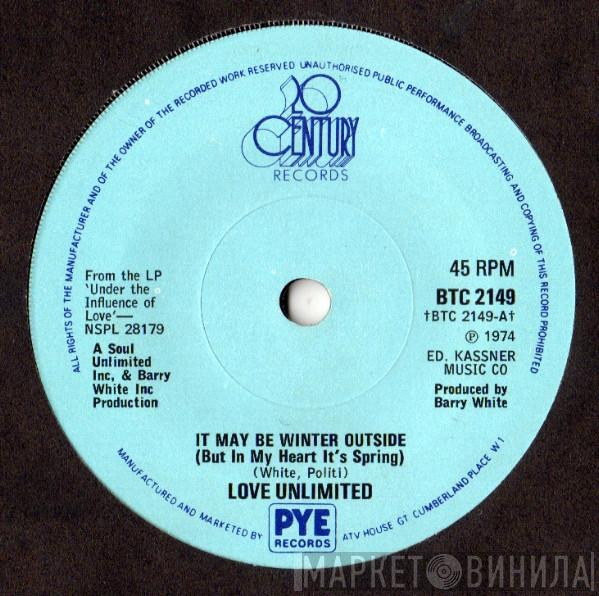 ALL RIGHTS OF THE MANUFACTURER AND OF THE OWNER OF THE RECORDED WORK RESERVED UNAUTHORISED PUBLIC PERFORMANCE BROADCASTING AND COPYING OF THIS RECORD PROHIBITED
20
CENTURY
RECORDS
From the LP
'Under the
Influence of
Love'—
NSPL 28179
A Soul
Unlimited
Inc, & Barry
White Inc
Production
45 RPM
BTC 2149
†BTC 2149-A†
℗ 1974
ED. KASSNER
MUSIC CO
Produced by
Barry White
IT MAY BE WINTER OUTSIDE
(But In My Heart It's Spring)
(White, Politi)
LOVE UNLIMITED
MANUFACTURED AND MARKETED BY
PYE
RECORDS
ATV HOUSE GT CUMBERLAND PLACE W1
МАРКЕТ ВИНИЛА